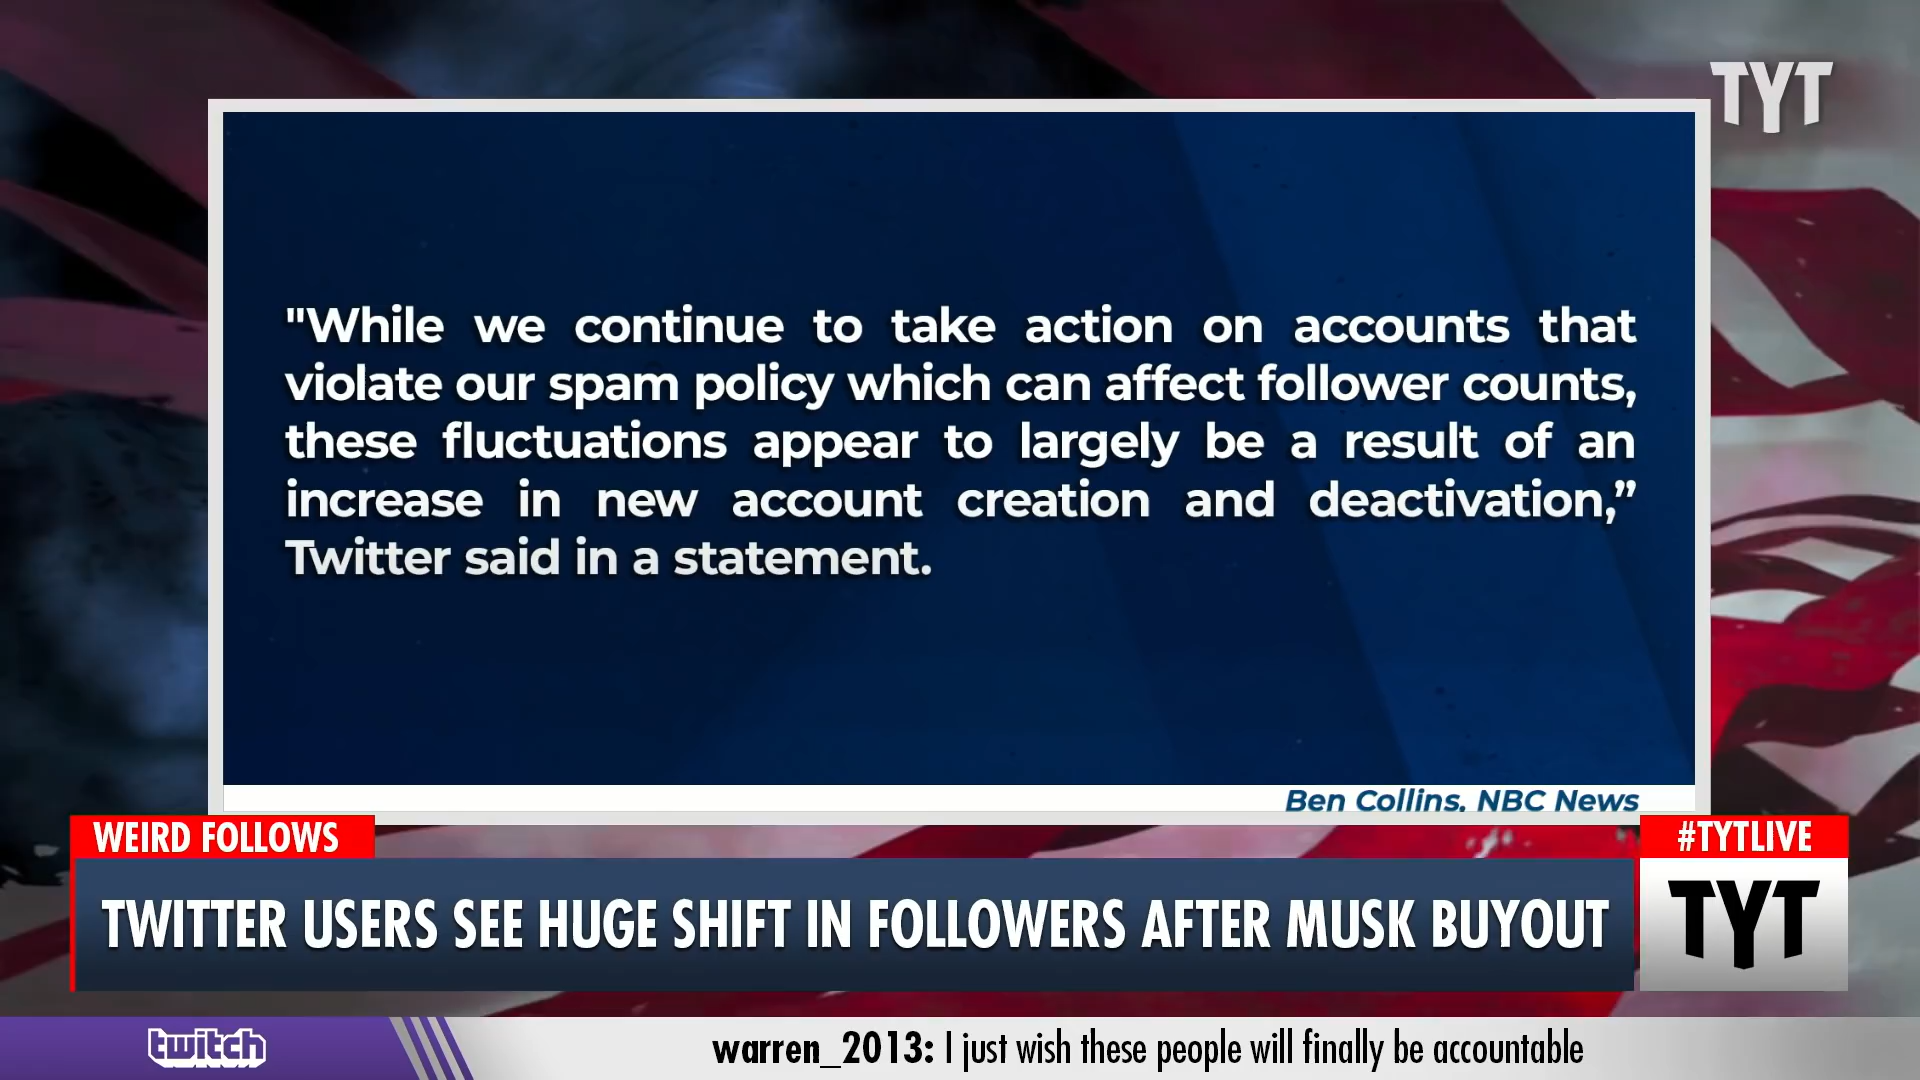 TYT
"While we continue to take action on accounts that
violate our spam policy which can affect follower counts,
these fluctuations appear to largely be a result of an
increase in new account creation and deactivation,”
Twitter said in a statement.
Ben Collins, NBC News
WEIRD FOLLOWS
#TYTLIVE
TWITTER USERS SEE HUGE SHIFT IN FOLLOWERS AFTER MUSK BUYOUT
TYT
twitch
warren_2013: I just wish these people will finally be accountable